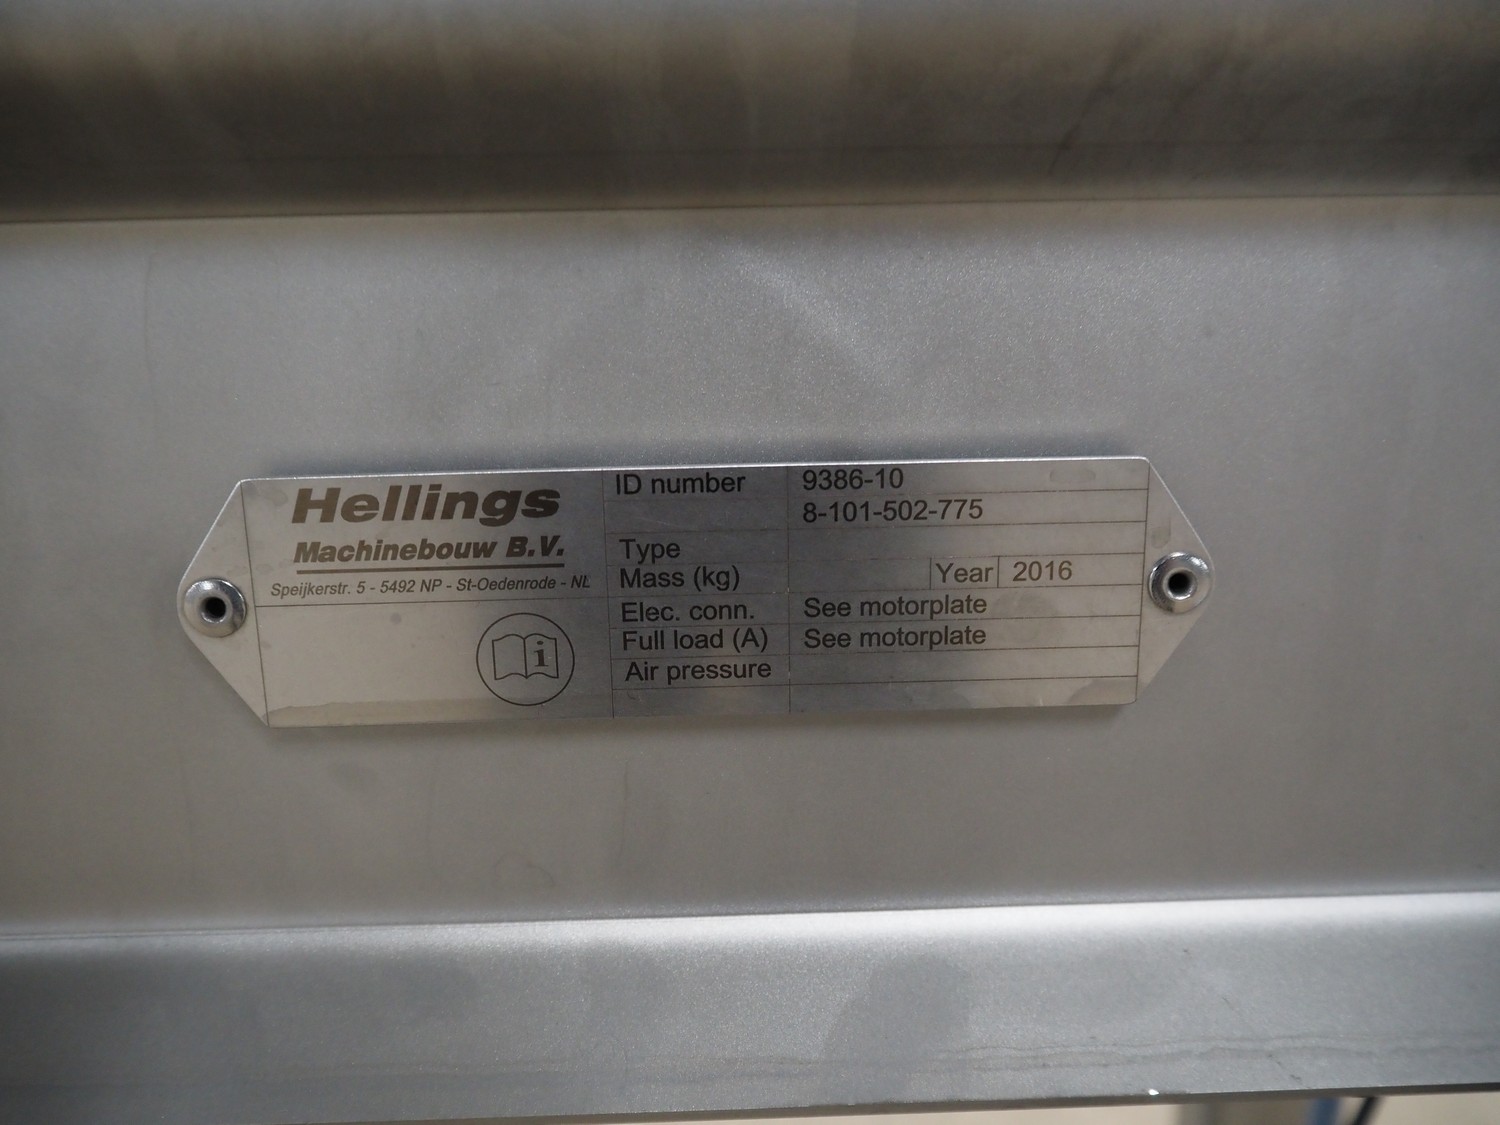 Hellings
Machinebouw B.V.
Speijkerstr. 5 - 5492 NP - St-Oedenrode - NL
i
ID number 9386-10
8-101-502-775
Type
Mass (kg) Year 2016
Elec. conn. See motorplate
Full load (A) See motorplate
Air pressure